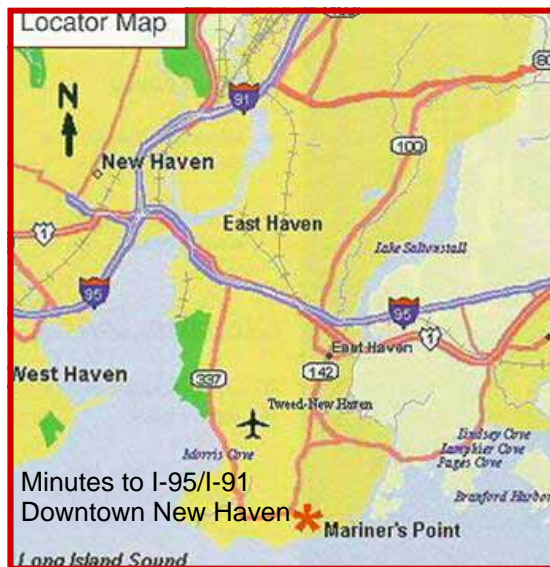 Locator Map
80
N
91
New Haven
100
1
East Haven
Lake Saltonstall
95
95
East Haven
1
West Haven
337
142
Tweed-New Haven
Morris Cove
Lindsey Cove
Lamphier Cove
Pages Cove
Minutes to I-95/I-91
Downtown New Haven
Branford Harbor
Mariner's Point
Long Island Sound